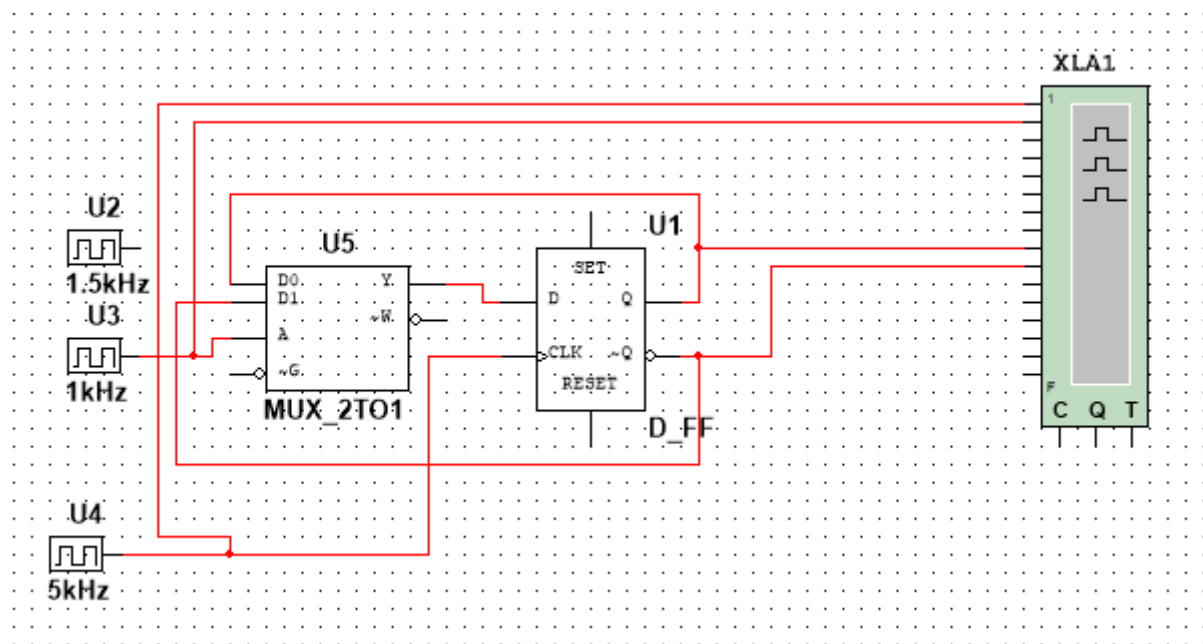 XLA1
1
U2
1.5kHz
U3
1kHz
U5
D0
D1
A
~G
Y
~W
MUX_2TO1
U1
SET
D
Q
CLK
~Q
RESET
D_FF
F
C Q T
U4
5kHz